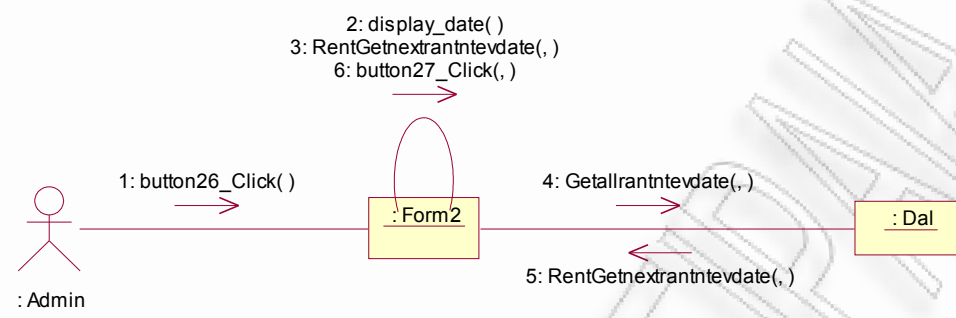 2: display_date( )
3: RentGetnextrantntevdate(, )
6: button27_Click(, )
1: button26_Click( )
4: Getallrantntevdate(, )
: Form2
: Dal
5: RentGetnextrantntevdate(, )
: Admin